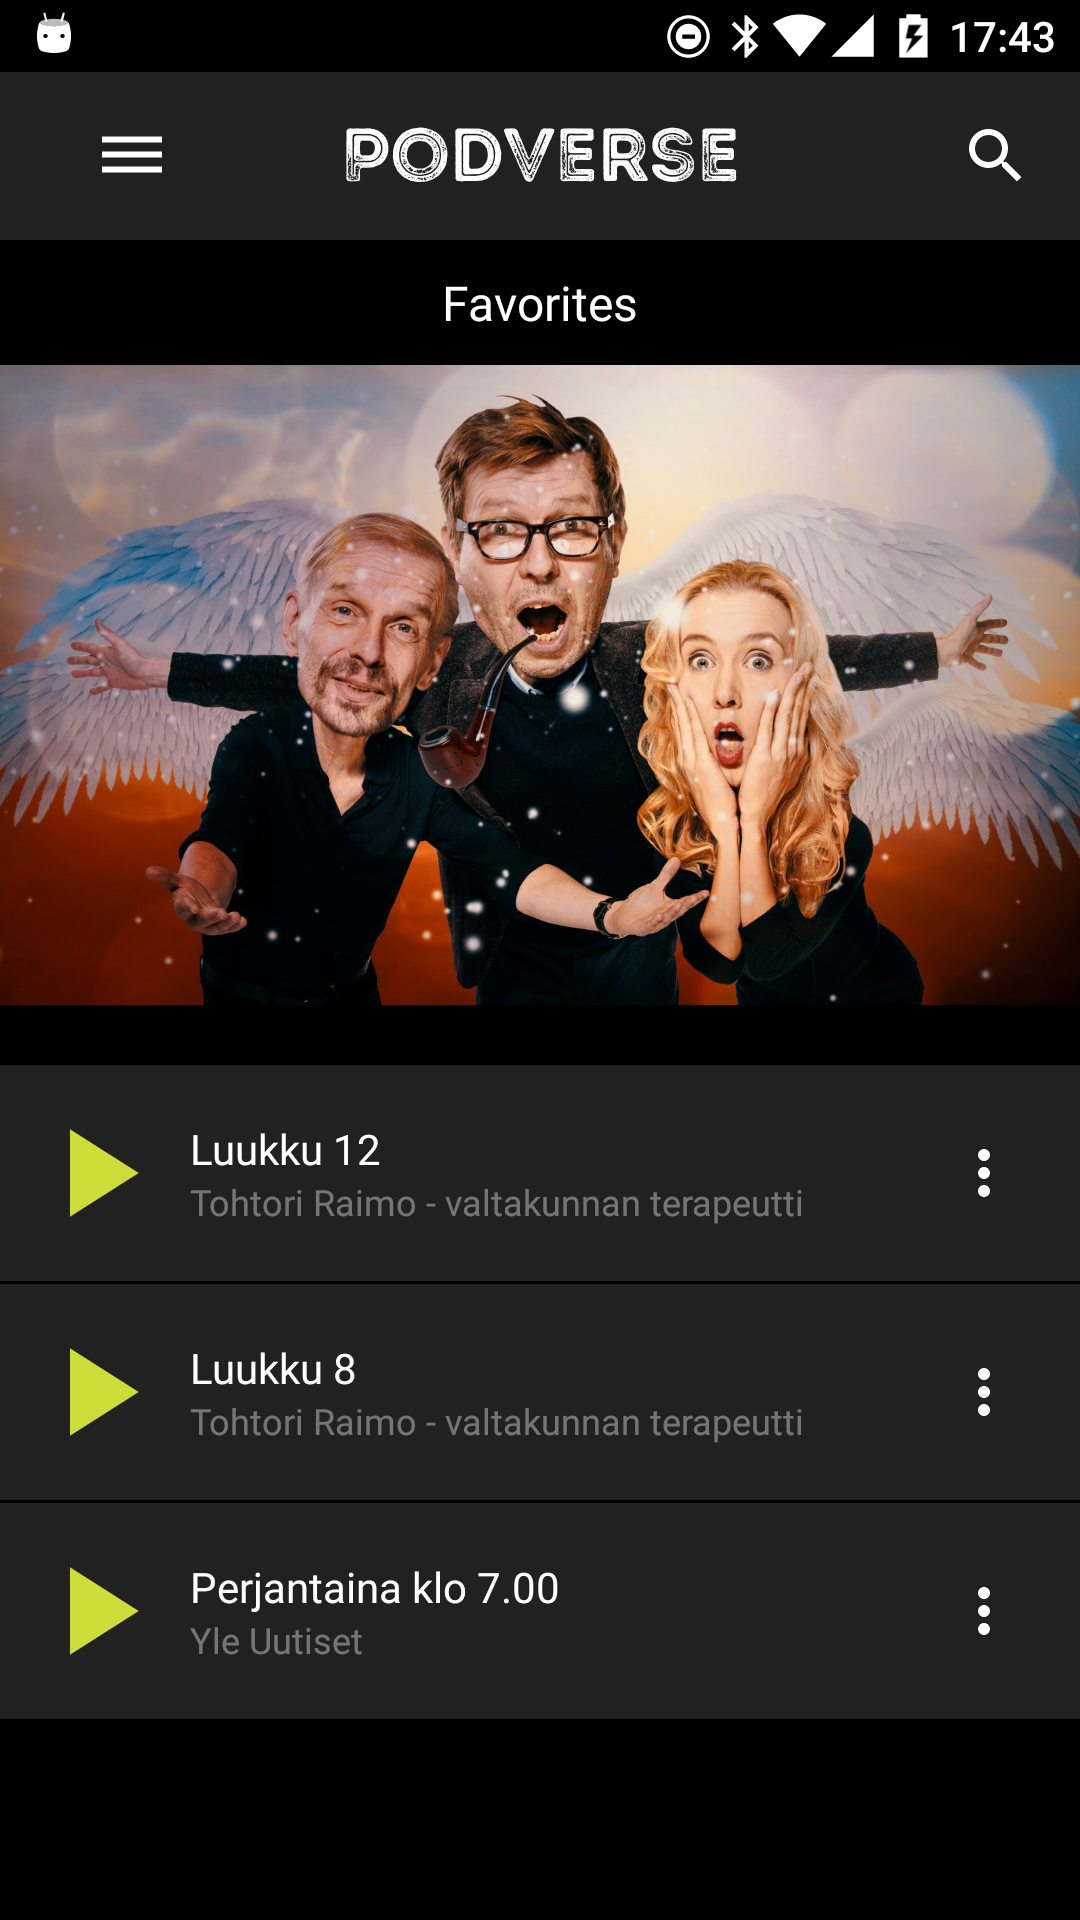 17:43
PODVERSE
Favorites
Luukku 12
Tohtori Raimo - valtakunnan terapeutti
Luukku 8
Tohtori Raimo - valtakunnan terapeutti
Perjantaina klo 7.00
Yle Uutiset